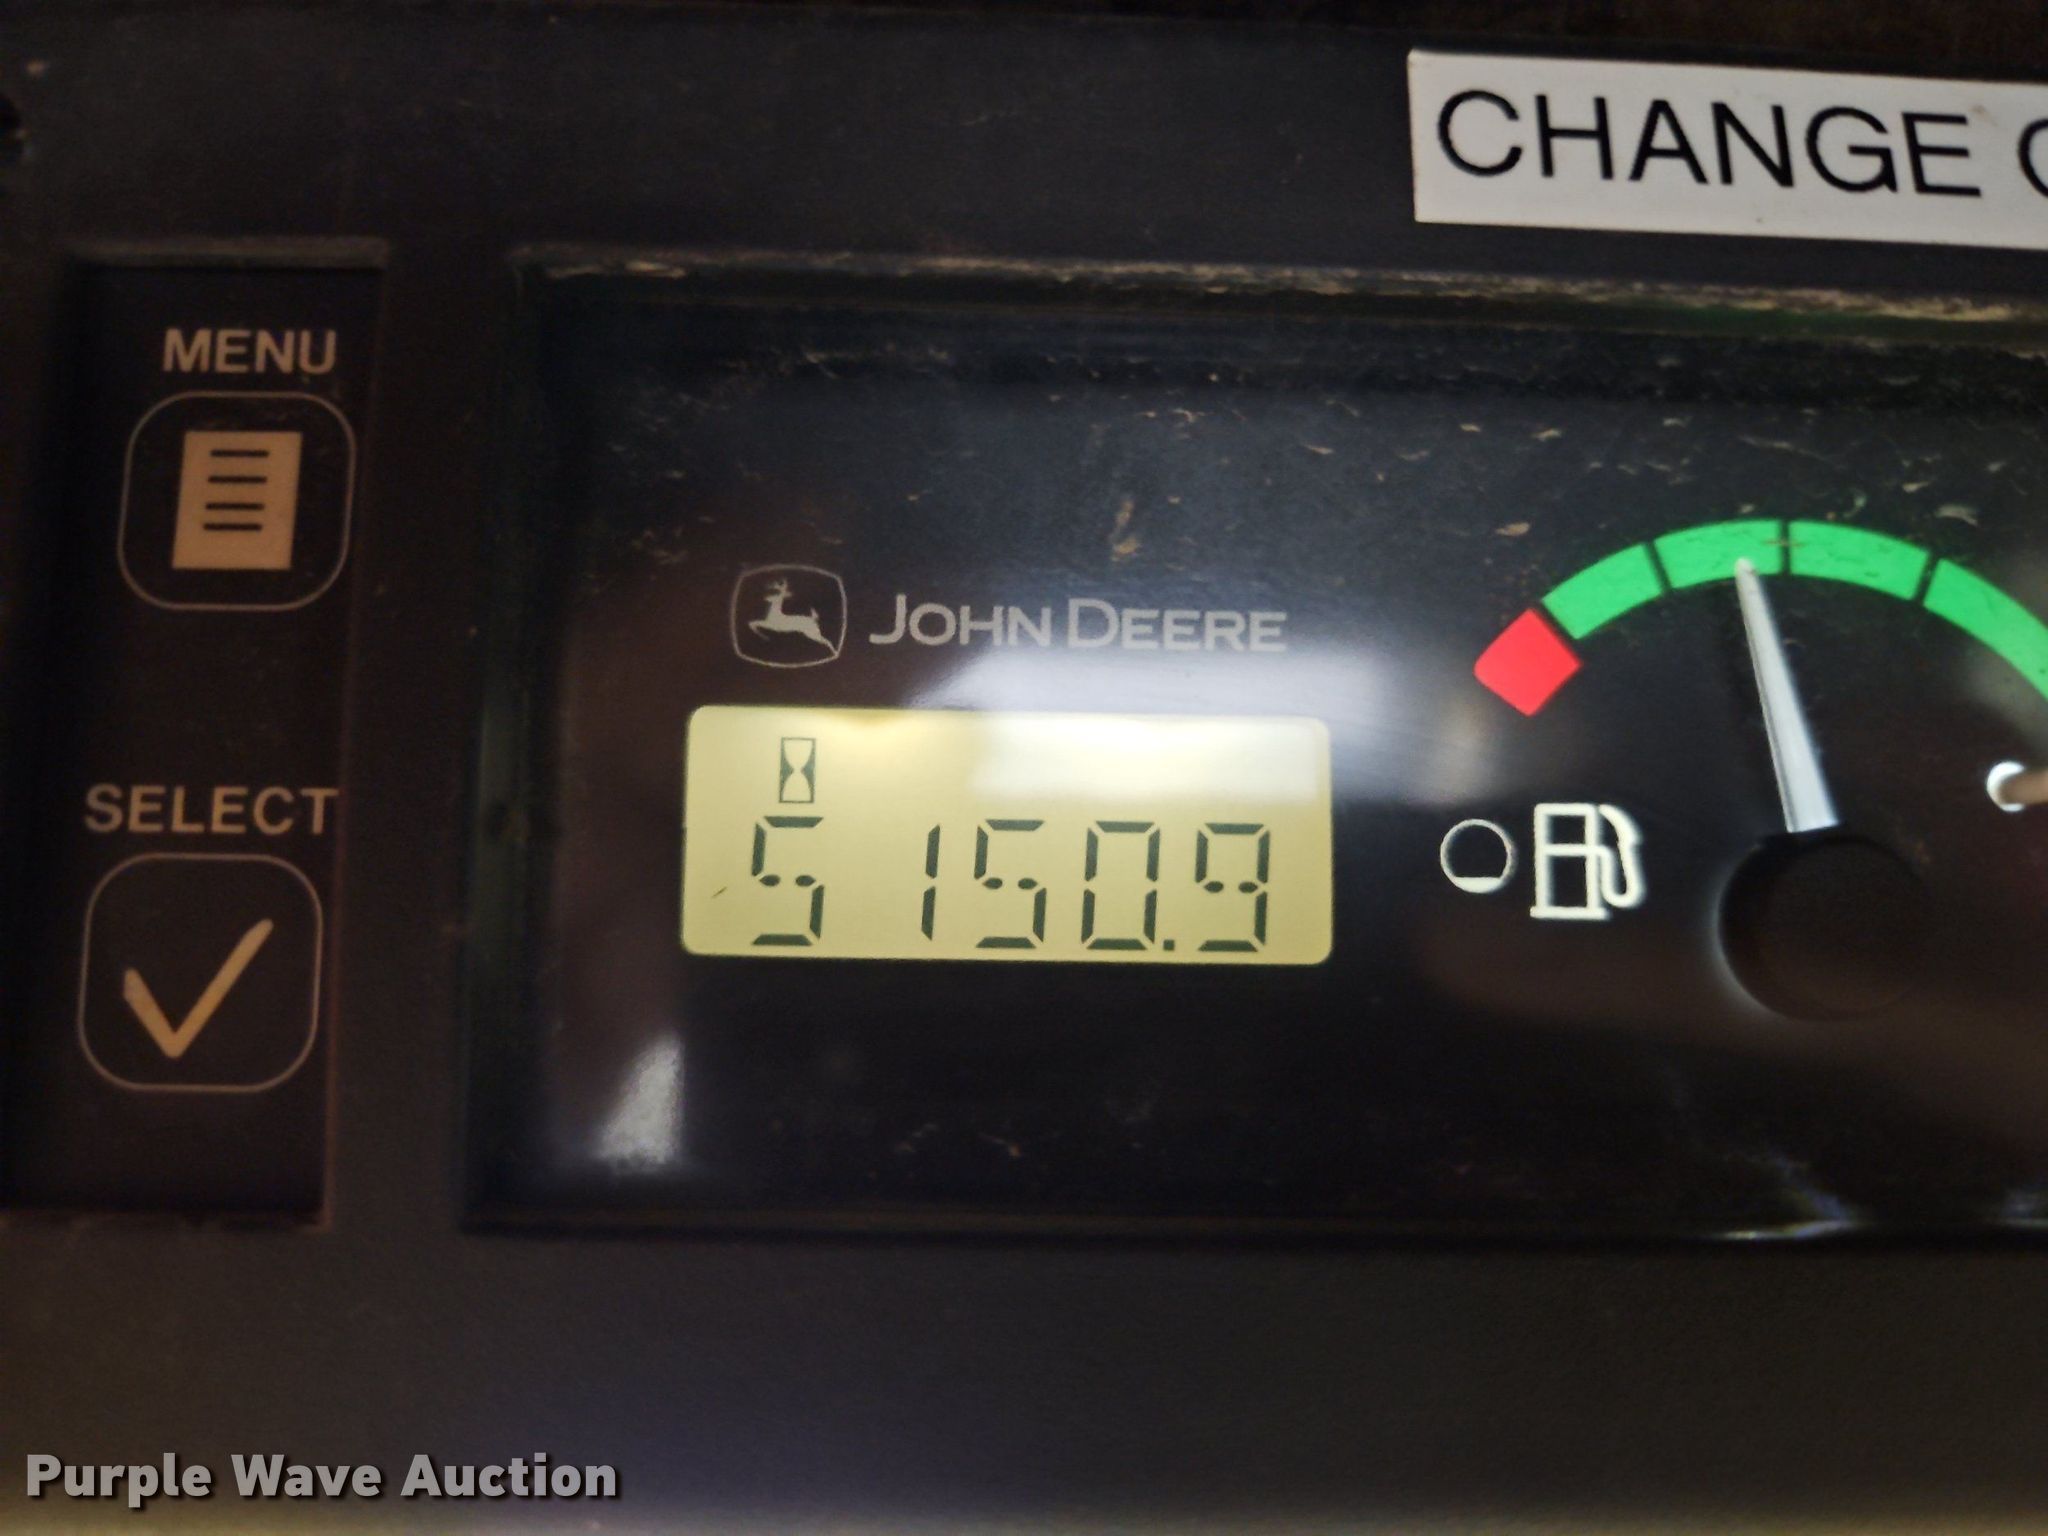 CHANGE
MENU
JOHN DEERE
SELECT
5150.9
Purple Wave Auction